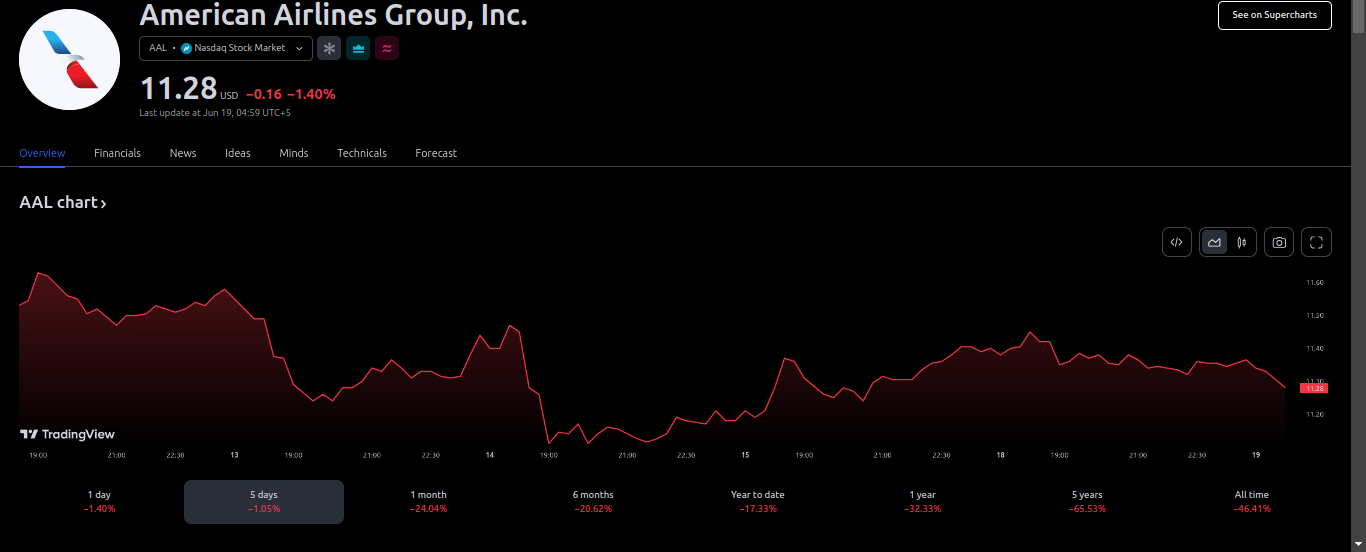 American Airlines Group, Inc.
See on Supercharts
AAL • Nasdaq Stock Market
11.28 USD −0.16 −1.40%
Last update at Jun 19, 04:59 UTC+5
Overview Financials News Ideas Minds Technicals Forecast
AAL chart ›
11.60
11.50
11.40
11.30
11.28
11.20
TradingView
19:00 21:00 22:30 13 19:00 21:00 22:30 14 19:00 21:00 22:30 15 19:00 21:00 22:30 18 19:00 21:00 22:30 19
1 day 5 days 1 month 6 months Year to date 1 year 5 years All time
−1.40% −1.05% −24.04% −20.62% −17.33% −32.33% −65.53% −46.41%